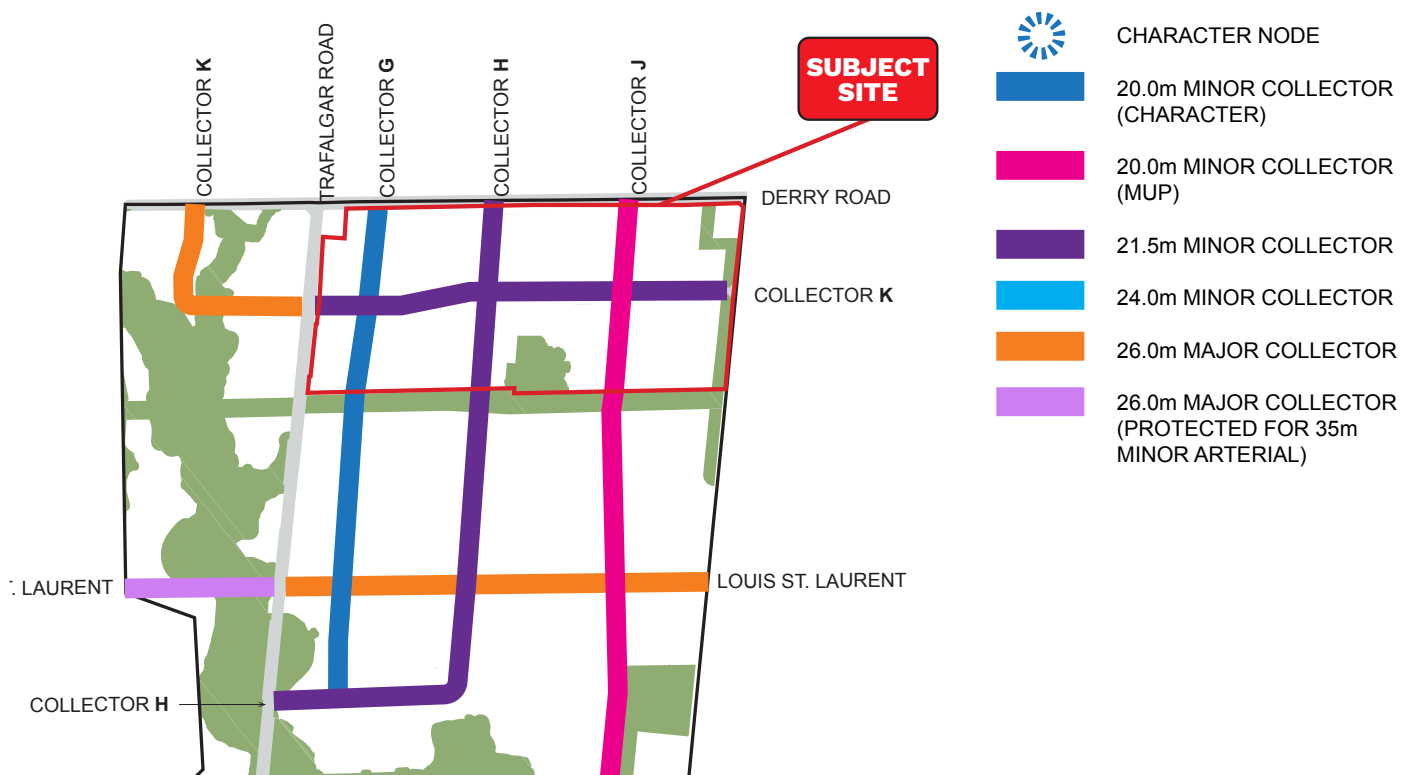 COLLECTOR K
TRAFALGAR ROAD
COLLECTOR G
COLLECTOR H
COLLECTOR J
SUBJECT
SITE
DERRY ROAD
COLLECTOR K
. LAURENT
LOUIS ST. LAURENT
COLLECTOR H
CHARACTER NODE
20.0m MINOR COLLECTOR
(CHARACTER)
20.0m MINOR COLLECTOR
(MUP)
21.5m MINOR COLLECTOR
24.0m MINOR COLLECTOR
26.0m MAJOR COLLECTOR
26.0m MAJOR COLLECTOR
(PROTECTED FOR 35m
MINOR ARTERIAL)